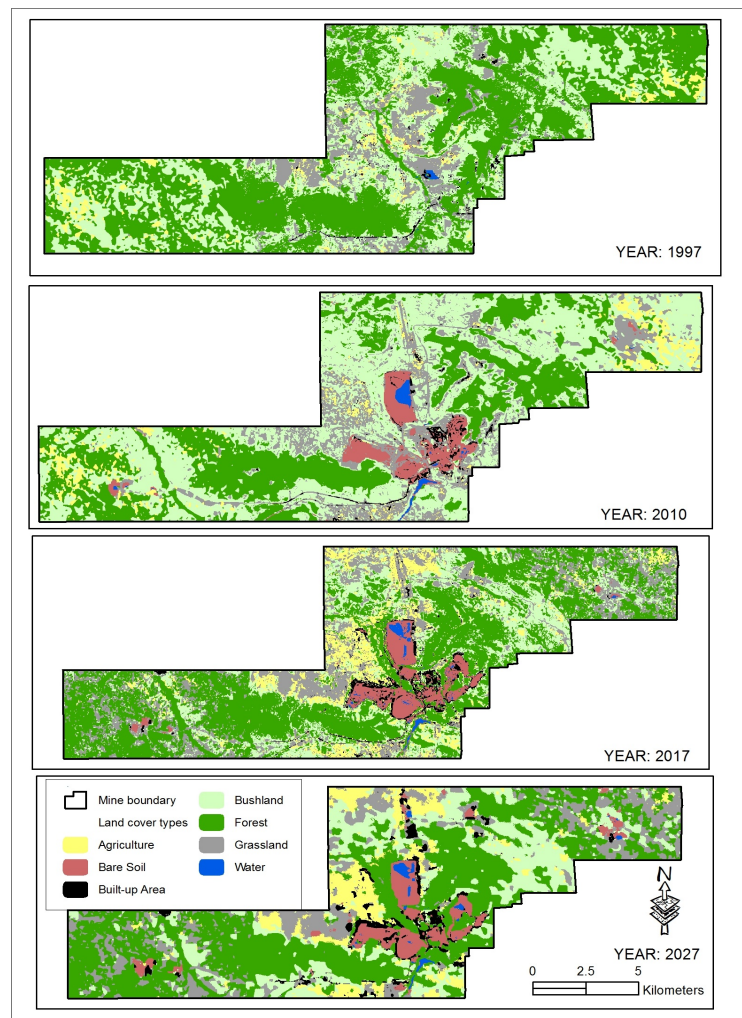 YEAR: 1997
YEAR: 2010
YEAR: 2017
Mine boundary
Land cover types
Agriculture
Bare Soil
Built-up Area
Bushland
Forest
Grassland
Water
N
YEAR: 2027
0 2.5 5
Kilometers